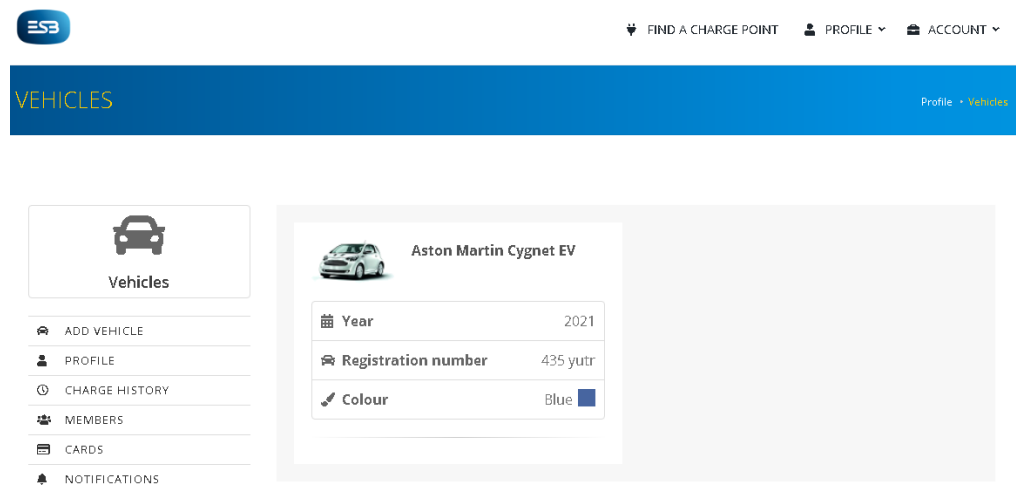 ESB
FIND A CHARGE POINT PROFILE ACCOUNT
VEHICLES
Profile • Vehicles
Vehicles
ADD VEHICLE
PROFILE
CHARGE HISTORY
MEMBERS
CARDS
NOTIFICATIONS
Aston Martin Cygnet EV
Year 2021
Registration number 435 yutr
Colour Blue